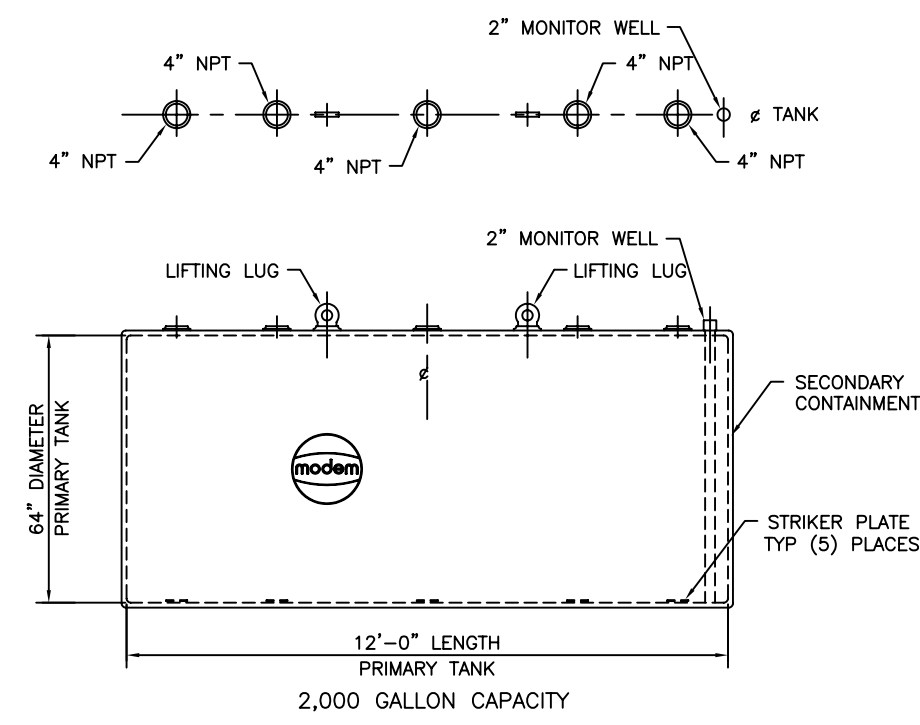 2" MONITOR WELL
4" NPT
4" NPT
¢ TANK
4" NPT
4" NPT
4" NPT
2" MONITOR WELL
LIFTING LUG
LIFTING LUG
¢
SECONDARY
CONTAINMENT
64" DIAMETER
PRIMARY TANK
modern
STRIKER PLATE
TYP (5) PLACES
12'-0" LENGTH
PRIMARY TANK
2,000 GALLON CAPACITY